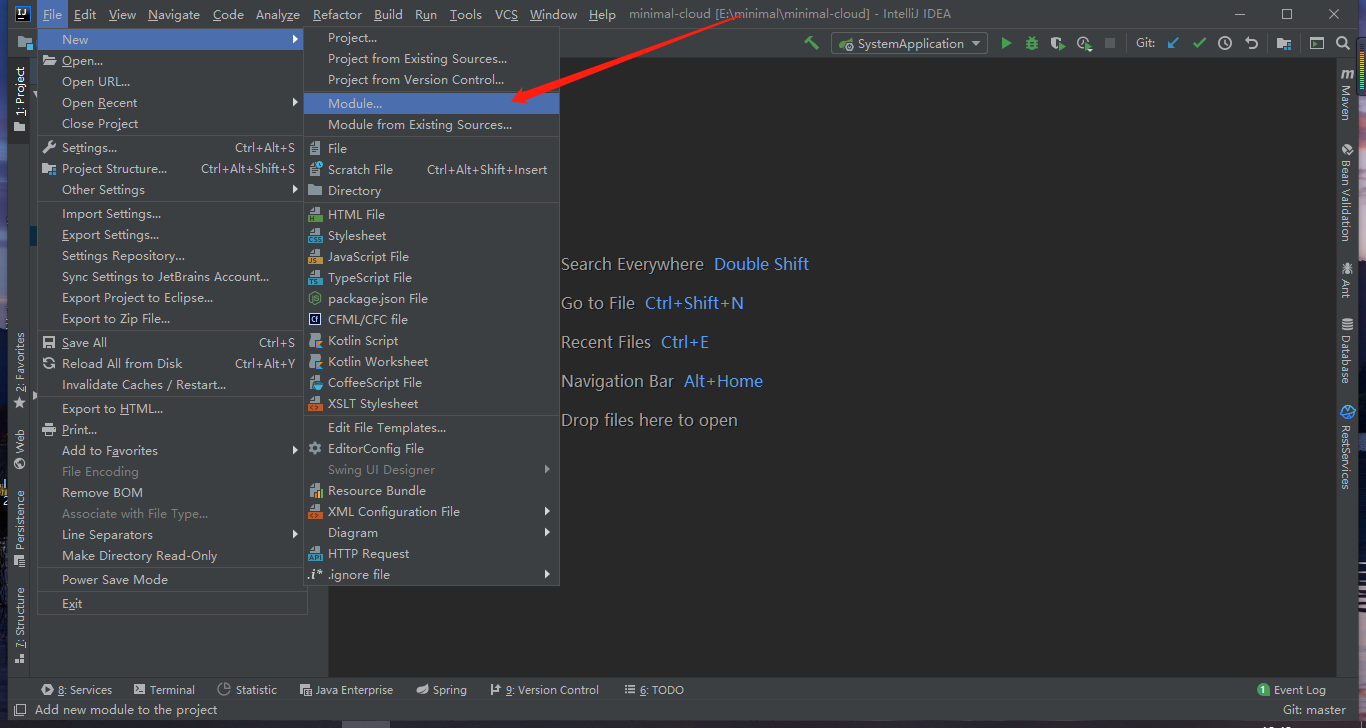 File Edit View Navigate Code Analyze Refactor Build Run Tools VCS Window Help minimal-cloud [E:\minimal\minimal-cloud] - IntelliJ IDEA
SystemApplication
Git:
New
Open...
Open URL...
Open Recent
Close Project
Settings... Ctrl+Alt+S
Project Structure... Ctrl+Alt+Shift+S
Other Settings
Import Settings...
Export Settings...
Settings Repository...
Sync Settings to JetBrains Account...
Export Project to Eclipse...
Export to Zip File...
Save All Ctrl+S
Reload All from Disk Ctrl+Alt+Y
Invalidate Caches / Restart...
Export to HTML...
Print...
Add to Favorites
File Encoding
Remove BOM
Associate with File Type...
Line Separators
Make Directory Read-Only
Power Save Mode
Exit
Project...
Project from Existing Sources...
Project from Version Control...
Module...
Module from Existing Sources...
File
Scratch File Ctrl+Alt+Shift+Insert
Directory
HTML File
Stylesheet
JavaScript File
TypeScript File
package.json File
CFML/CFC file
Kotlin Script
Kotlin Worksheet
CoffeeScript File
XSLT Stylesheet
Edit File Templates...
EditorConfig File
Swing UI Designer
Resource Bundle
XML Configuration File
Diagram
HTTP Request
.ignore file
Search Everywhere Double Shift
Go to File Ctrl+Shift+N
Recent Files Ctrl+E
Navigation Bar Alt+Home
Drop files here to open
1: Project
2: Favorites
Web
Persistence
7: Structure
Maven
Bean Validation
Ant
Database
RestServices
8: Services Terminal Statistic Java Enterprise Spring 9: Version Control 6: TODO 1 Event Log
Add new module to the project Git: master